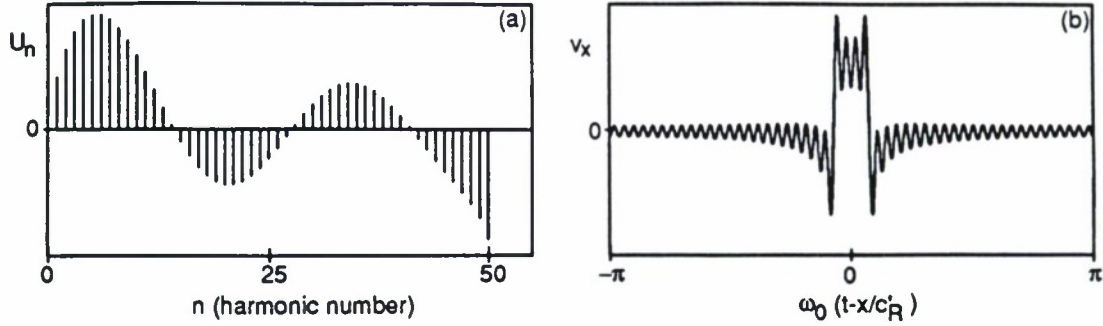 (a)
Uₙ
0
0 25 50
n (harmonic number)
(b)
vₓ
0
−π 0 π
ω₀ (t-x/c'R)